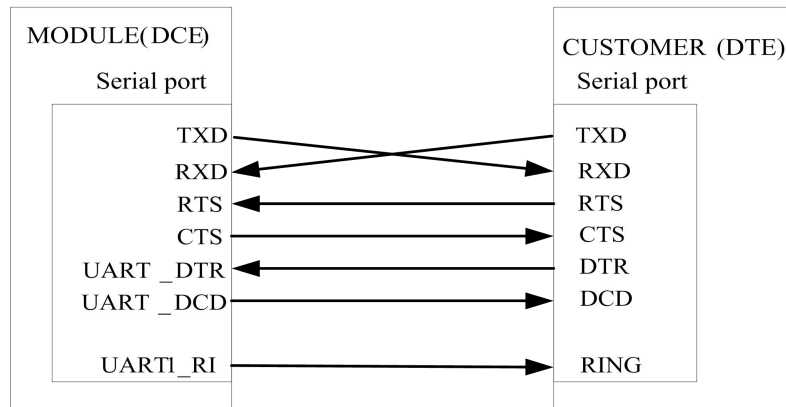 MODULE(DCE)
Serial port
TXD
RXD
RTS
CTS
UART _DTR
UART _DCD
UART1_RI
CUSTOMER (DTE)
Serial port
TXD
RXD
RTS
CTS
DTR
DCD
RING